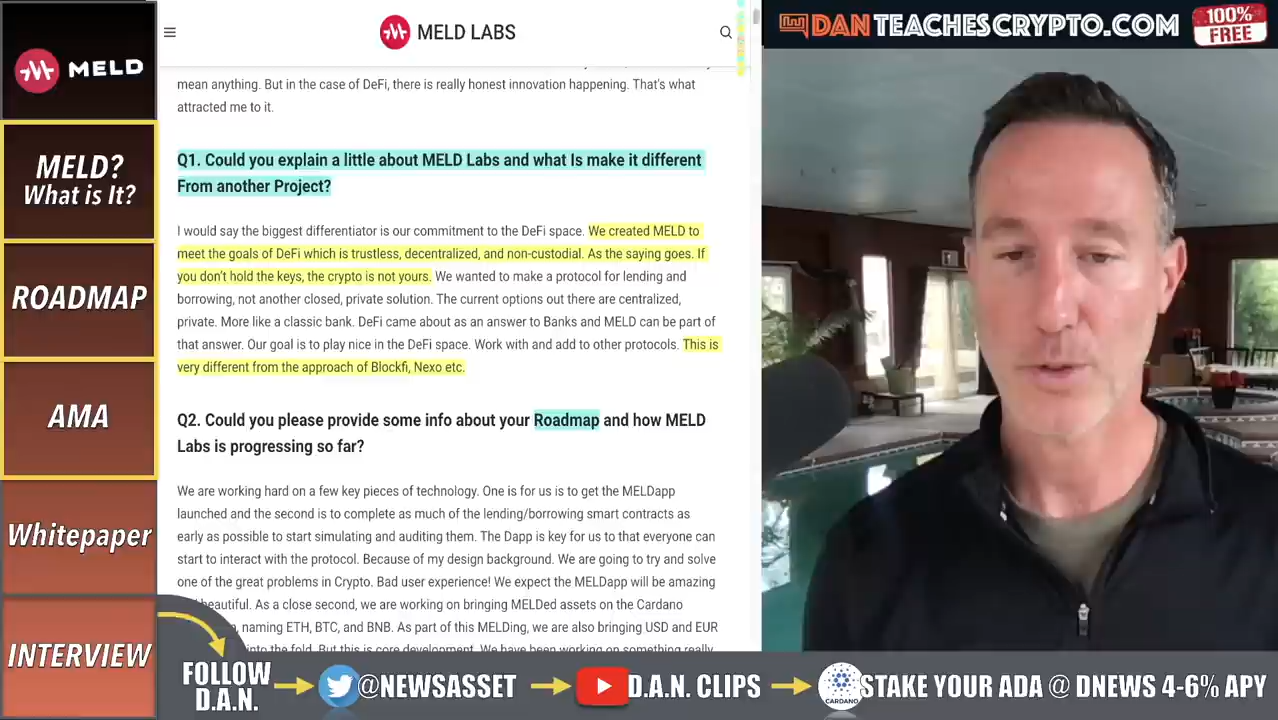 MELD
MELD?
What is It?
ROADMAP
AMA
Whitepaper
INTERVIEW
MELD LABS
mean anything. But in the case of DeFi, there is really honest innovation happening. That's what
attracted me to it.
Q1. Could you explain a little about MELD Labs and what Is make it different
From another Project?
I would say the biggest differentiator is our commitment to the DeFi space. We created MELD to
meet the goals of DeFi which is trustless, decentralized, and non-custodial. As the saying goes. If
you don't hold the keys, the crypto is not yours. We wanted to make a protocol for lending and
borrowing, not another closed, private solution. The current options out there are centralized,
private. More like a classic bank. DeFi came about as an answer to Banks and MELD can be part of
that answer. Our goal is to play nice in the DeFi space. Work with and add to other protocols. This is
very different from the approach of Blockfi, Nexo etc.
Q2. Could you please provide some info about your Roadmap and how MELD
Labs is progressing so far?
We are working hard on a few key pieces of technology. One is for us is to get the MELDapp
launched and the second is to complete as much of the lending/borrowing smart contracts as
early as possible to start simulating and auditing them. The Dapp is key for us to that everyone can
start to interact with the protocol. Because of my design background. We are going to try and solve
one of the great problems in Crypto. Bad user experience! We expect the MELDapp will be amazing
beautiful. As a close second, we are working on bringing MELDed assets on the Cardano
naming ETH, BTC, and BNB. As part of this MELDing, we are also bringing USD and EUR
into the fold. But this is core development. We have been working on something really
DANTEACHESCRYPTO.COM
100%
FREE
FOLLOW
D.A.N.
@NEWSASSET
D.A.N. CLIPS
CARDANO
STAKE YOUR ADA @ DNEWS 4-6% APY